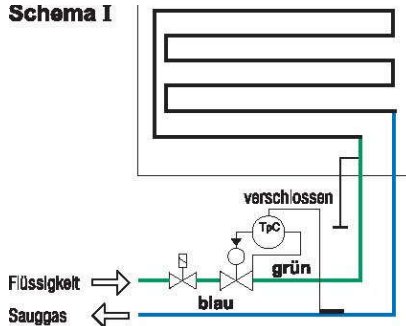 Schema I
verschlossen
TpC
grün
Flüssigkeit
blau
Sauggas